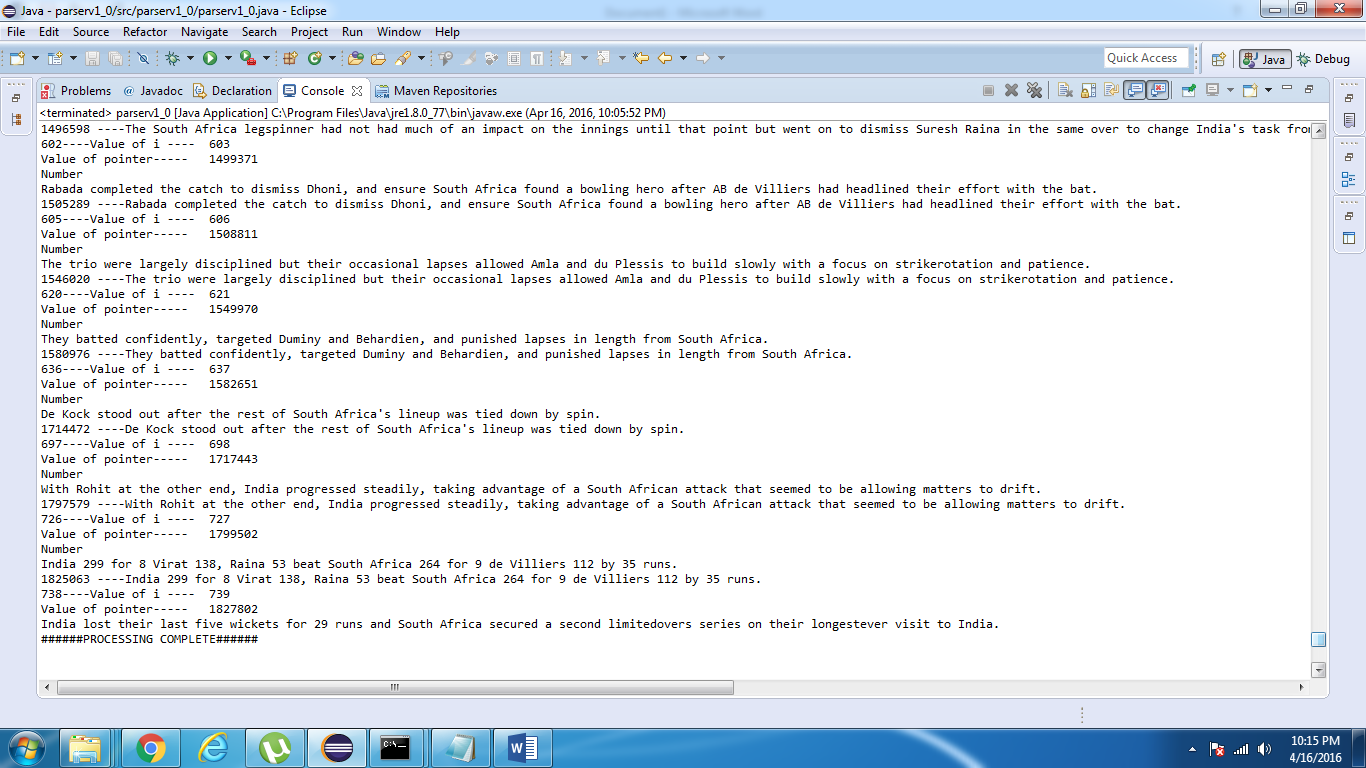 Java - parserv1_0/src/parserv1_0/parserv1_0.java - Eclipse
File Edit Source Refactor Navigate Search Project Run Window Help
Quick Access Java Debug
Problems @ Javadoc Declaration Console Maven Repositories
<terminated> parserv1_0 [Java Application] C:\Program Files\Java\jre1.8.0_77\bin\javaw.exe (Apr 16, 2016, 10:05:52 PM)
1496598 ----The South Africa legspinner had not had much of an impact on the innings until that point but went on to dismiss Suresh Raina in the same over to change India's task from
602----Value of i ---- 603
Value of pointer----- 1499371
Number
Rabada completed the catch to dismiss Dhoni, and ensure South Africa found a bowling hero after AB de Villiers had headlined their effort with the bat.
1505289 ----Rabada completed the catch to dismiss Dhoni, and ensure South Africa found a bowling hero after AB de Villiers had headlined their effort with the bat.
605----Value of i ---- 606
Value of pointer----- 1508811
Number
The trio were largely disciplined but their occasional lapses allowed Amla and du Plessis to build slowly with a focus on strikerotation and patience.
1546020 ----The trio were largely disciplined but their occasional lapses allowed Amla and du Plessis to build slowly with a focus on strikerotation and patience.
620----Value of i ---- 621
Value of pointer----- 1549970
Number
They batted confidently, targeted Duminy and Behardien, and punished lapses in length from South Africa.
1580976 ----They batted confidently, targeted Duminy and Behardien, and punished lapses in length from South Africa.
636----Value of i ---- 637
Value of pointer----- 1582651
Number
De Kock stood out after the rest of South Africa's lineup was tied down by spin.
1714472 ----De Kock stood out after the rest of South Africa's lineup was tied down by spin.
697----Value of i ---- 698
Value of pointer----- 1717443
Number
With Rohit at the other end, India progressed steadily, taking advantage of a South African attack that seemed to be allowing matters to drift.
1797579 ----With Rohit at the other end, India progressed steadily, taking advantage of a South African attack that seemed to be allowing matters to drift.
726----Value of i ---- 727
Value of pointer----- 1799502
Number
India 299 for 8 Virat 138, Raina 53 beat South Africa 264 for 9 de Villiers 112 by 35 runs.
1825063 ----India 299 for 8 Virat 138, Raina 53 beat South Africa 264 for 9 de Villiers 112 by 35 runs.
738----Value of i ---- 739
Value of pointer----- 1827802
India lost their last five wickets for 29 runs and South Africa secured a second limitedovers series on their longestever visit to India.
######PROCESSING COMPLETE######
10:15 PM
4/16/2016